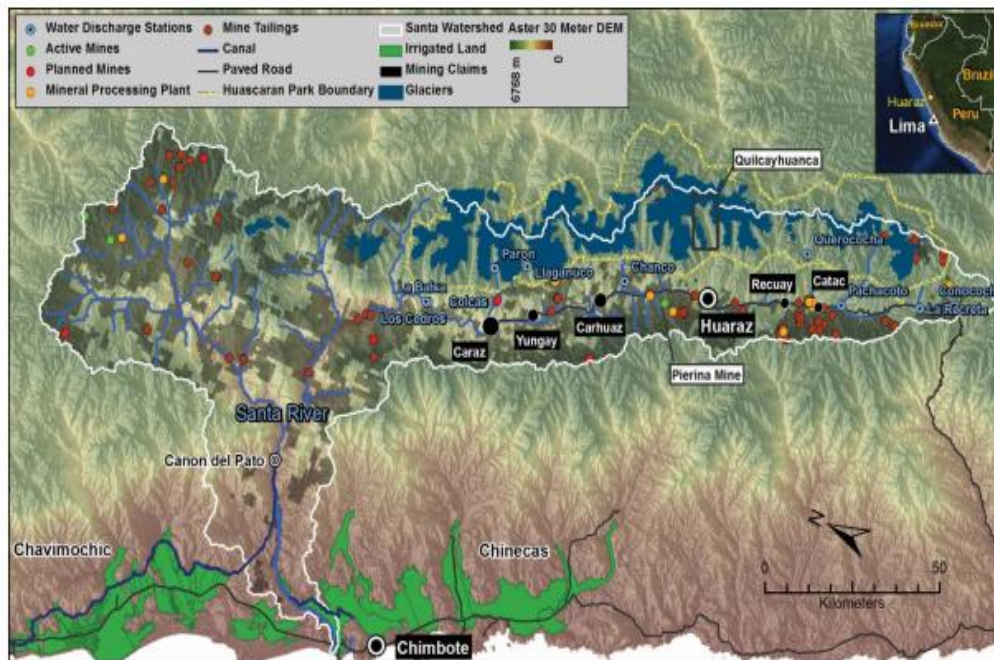 Water Discharge Stations
Active Mines
Planned Mines
Mineral Processing Plant
Mine Tailings
Canal
Paved Road
Huascaran Park Boundary
Santa Watershed
Irrigated Land
Mining Claims
Glaciers
Aster 30 Meter DEM
6768 m
0
Ecuador
Brazi
Huaraz
Peru
Lima
Quilcayhuanca
Querococha
Paron
Llaganuco
Chanco
La Balsa
Colcas
Los Cedros
Recuay
Catac
Pachacoto
Conococh
La Recreta
Caraz
Yungay
Carhuaz
Huaraz
Pierina Mine
Santa River
Canon del Pato
Chavimochic
Chinecas
N
0
50
Kilometers
Chimbote